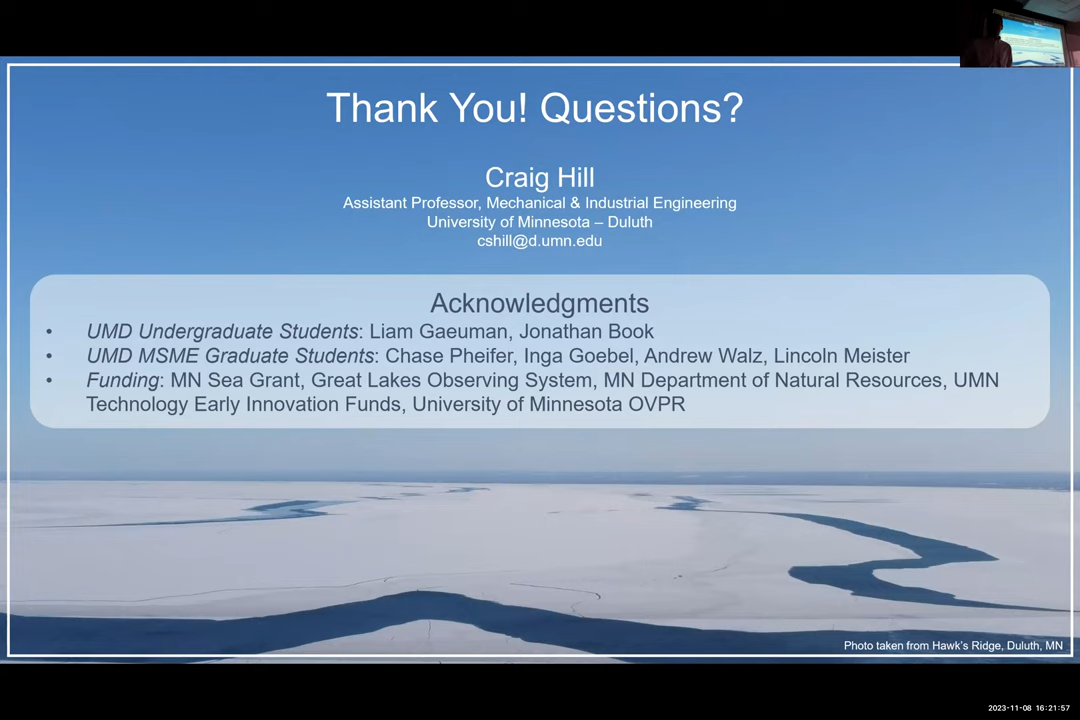 Thank You! Questions?
Craig Hill
Assistant Professor, Mechanical & Industrial Engineering
University of Minnesota – Duluth
cshill@d.umn.edu
Acknowledgments
• UMD Undergraduate Students: Liam Gaeuman, Jonathan Book
• UMD MSME Graduate Students: Chase Pheifer, Inga Goebel, Andrew Walz, Lincoln Meister
• Funding: MN Sea Grant, Great Lakes Observing System, MN Department of Natural Resources, UMN
Technology Early Innovation Funds, University of Minnesota OVPR
Photo taken from Hawk's Ridge, Duluth, MN
2023-11-08 16:21:57